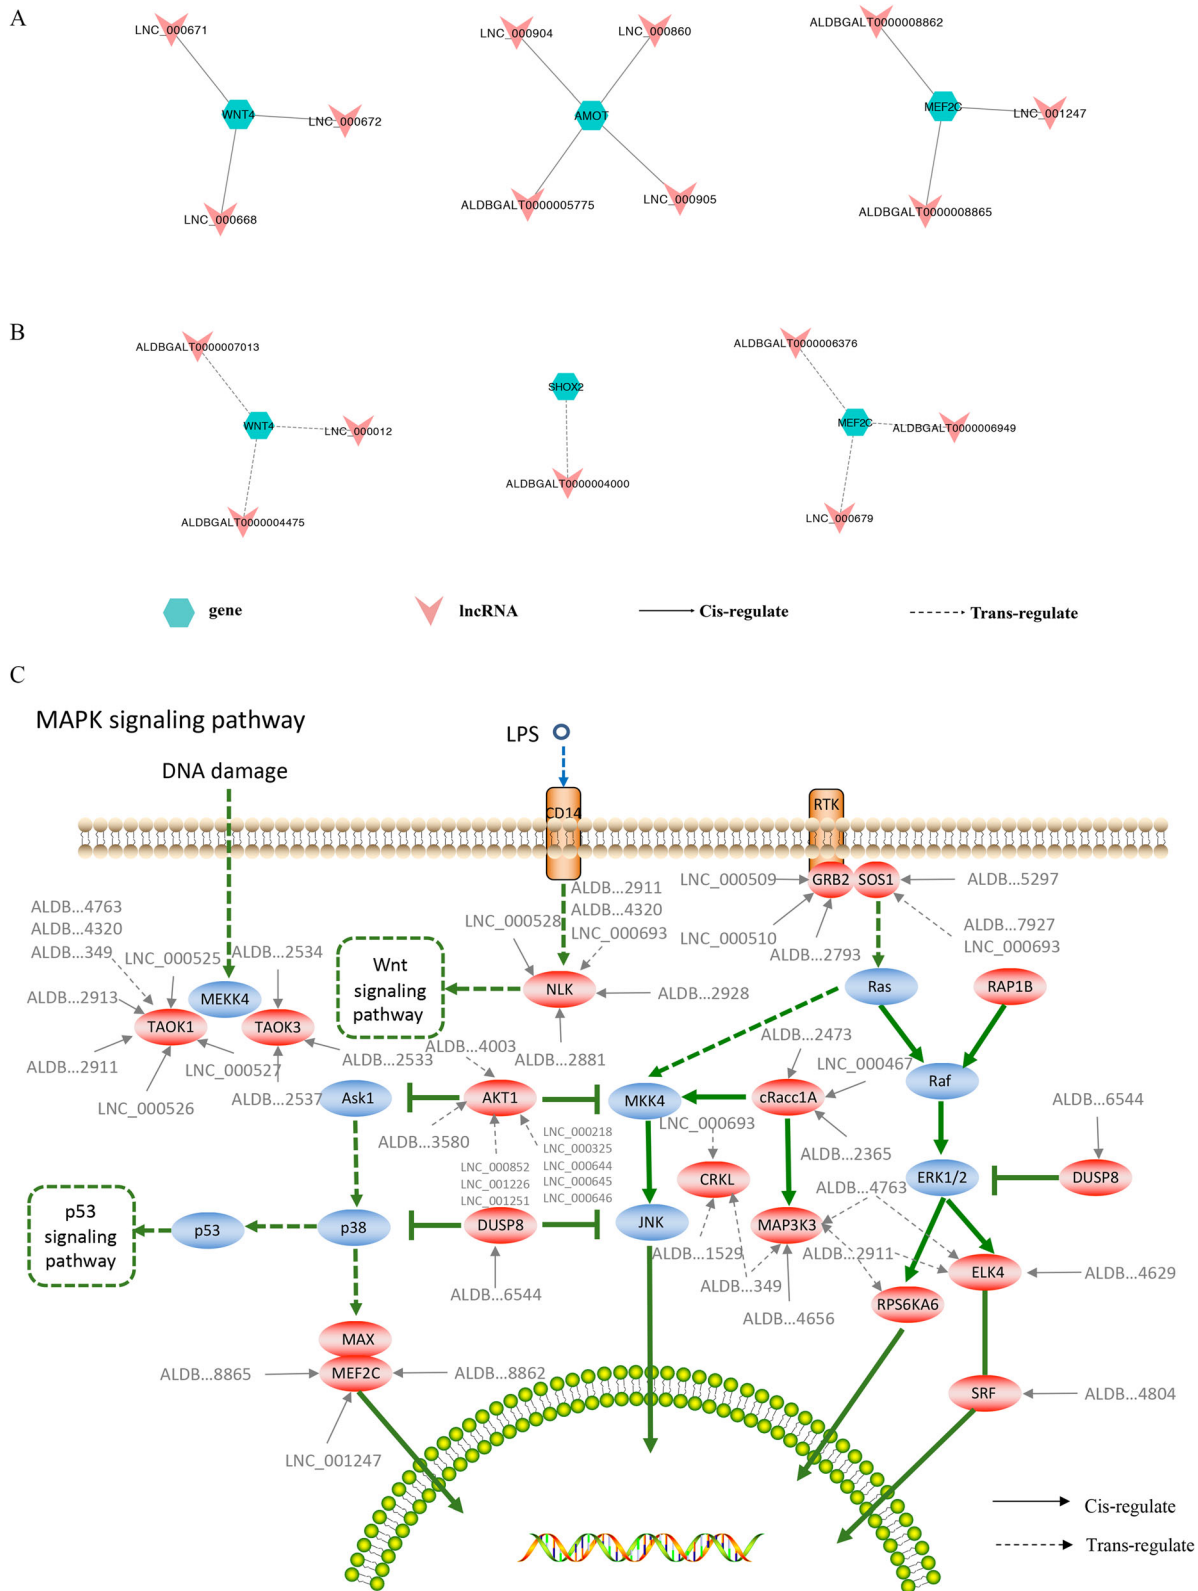 A
LNC_000671
WNT4
LNC_000672
LNC_000668
LNC_000904
LNC_000860
AMOT
ALDBGALT0000005775
LNC_000905
ALDBGALT0000008862
MEF2C
LNC_001247
ALDBGALT0000008865
B
ALDBGALT0000007013
WNT4
LNC_000012
ALDBGALT0000004475
SHOX2
ALDBGALT0000004000
ALDBGALT0000006376
MEF2C
ALDBGALT0000006949
LNC_000679
gene
lncRNA
Cis-regulate
Trans-regulate
C
MAPK signaling pathway
LPS
DNA damage
CD14
RTK
GRB2
SOS1
LNC_000509
LNC_000510
ALDB...2793
ALDB...5297
ALDB...7927
LNC_000693
ALDB...2911
ALDB...4320
LNC_000693
LNC_000528
NLK
ALDB...2928
ALDB...2881
Wnt
signaling
pathway
ALDB...4763
ALDB...4320
ALDB...349
LNC_000525
ALDB...2534
ALDB...2913
MEKK4
TAOK1
TAOK3
ALDB...2911
LNC_000527
ALDB...2533
LNC_000526
ALDB...2537
Ras
RAP1B
Raf
ALDB...4003
ALDB...2473
LNC_000467
Ask1
AKT1
MKK4
cRacc1A
ALDB...3580
LNC_000218
LNC_000325
LNC_000644
LNC_000645
LNC_000646
LNC_000852
LNC_001226
LNC_001251
LNC_000693
ALDB...2365
ALDB...6544
CRKL
ERK1/2
DUSP8
ALDB...4763
p53
signaling
pathway
p53
p38
DUSP8
JNK
MAP3K3
ALDB...1529
ALDB...2911
ALDB...6544
ALDB...349
ALDB...4656
ELK4
ALDB...4629
RPS6KA6
MAX
MEF2C
ALDB...8865
ALDB...8862
LNC_001247
SRF
ALDB...4804
Cis-regulate
Trans-regulate